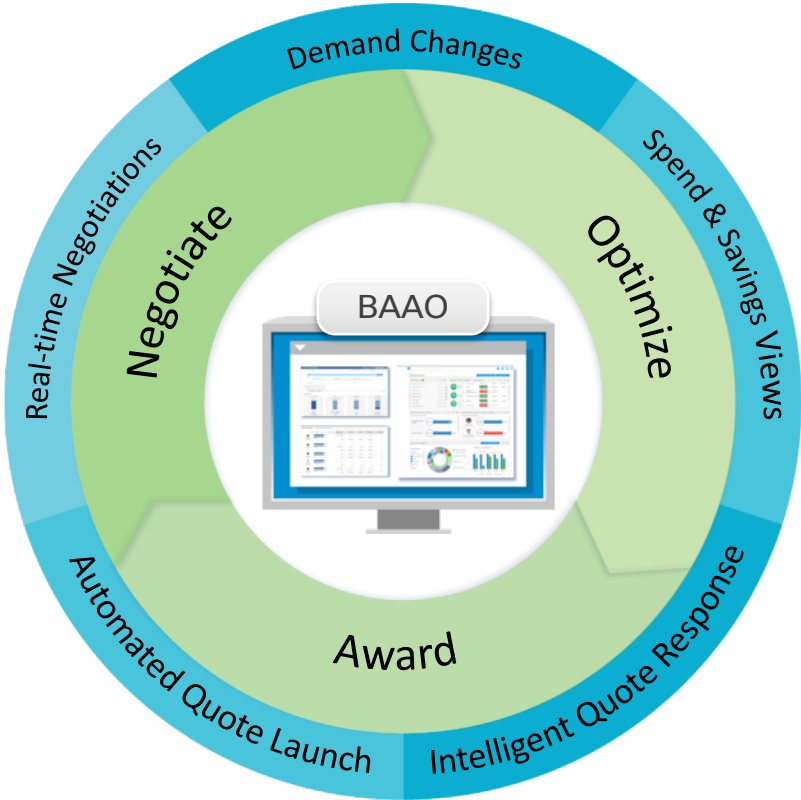 Demand Changes
Spend & Savings Views
Intelligent Quote Response
Automated Quote Launch
Real-time Negotiations
Negotiate
Optimize
Award
BAAO